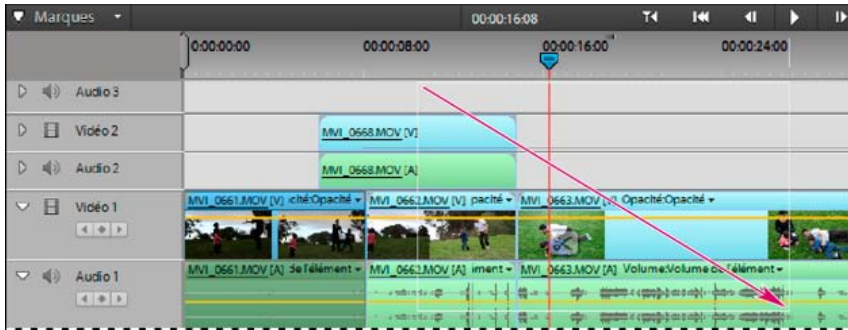 Marques 00:00:16:08
0:00:00:00 00:00:08:00 00:00:16:00 00:00:24:00
Audio 3
Vidéo 2 MVI_0668.MOV [V]
Audio 2 MVI_0668.MOV [A]
Vidéo 1 MVI_0661.MOV [V] cité:Opacité MVI_0662.MOV [V] pacité MVI_0663.MOV [V] Opacité:Opacité
Audio 1 MVI_0661.MOV [A] de l'élément MVI_0662.MOV [A] iment MVI_0663.MOV [A] Volume:Volume de l'élément